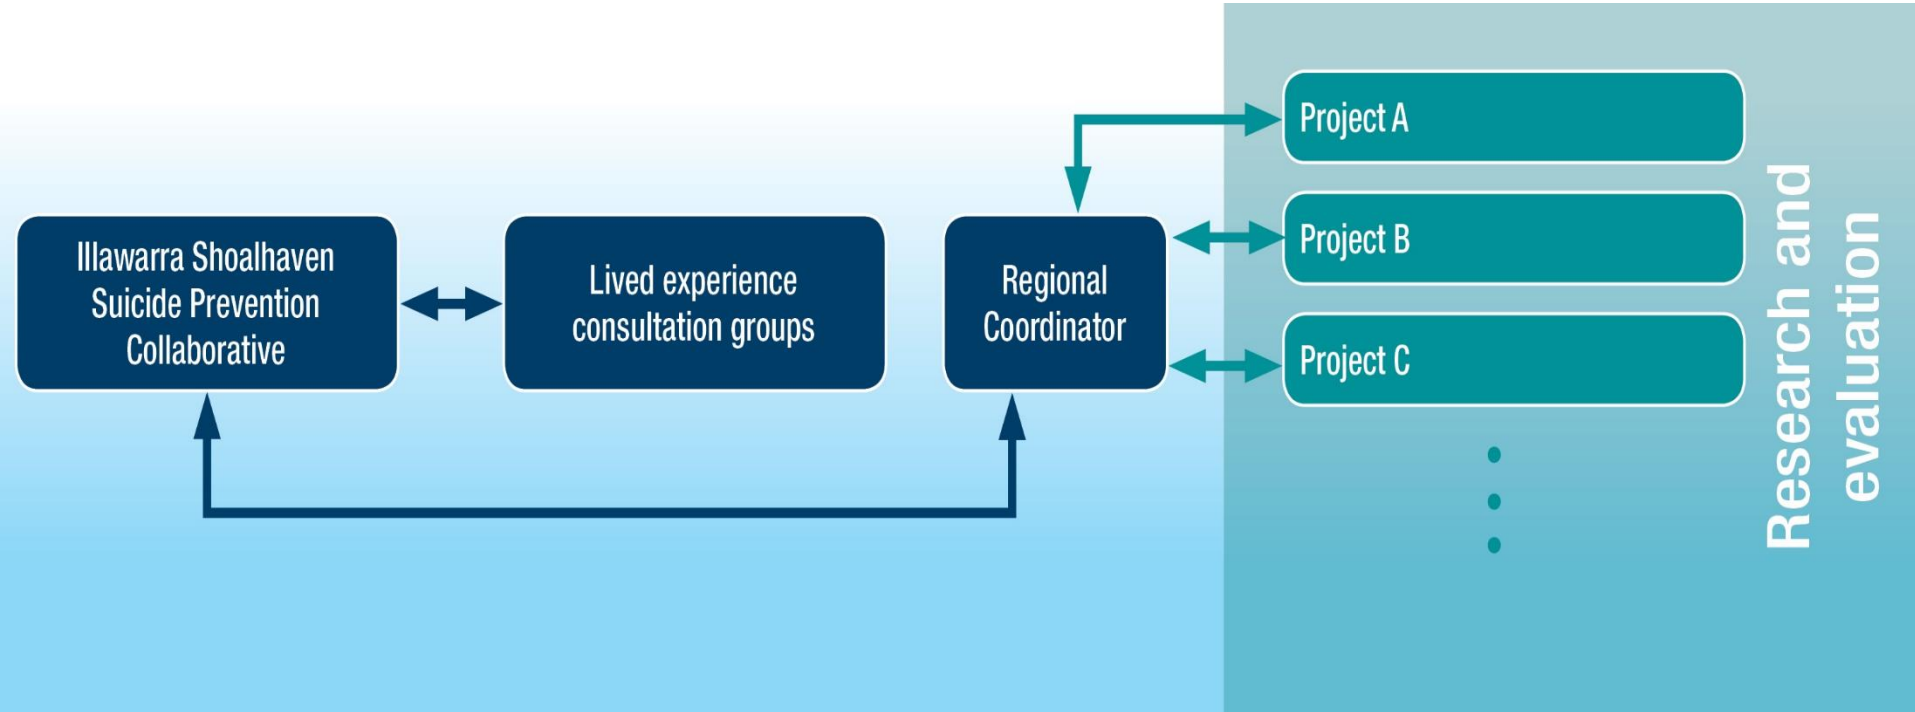 Illawarra Shoalhaven
Suicide Prevention
Collaborative
Lived experience
consultation groups
Regional
Coordinator
Project A
Project B
Project C
Research and
evaluation